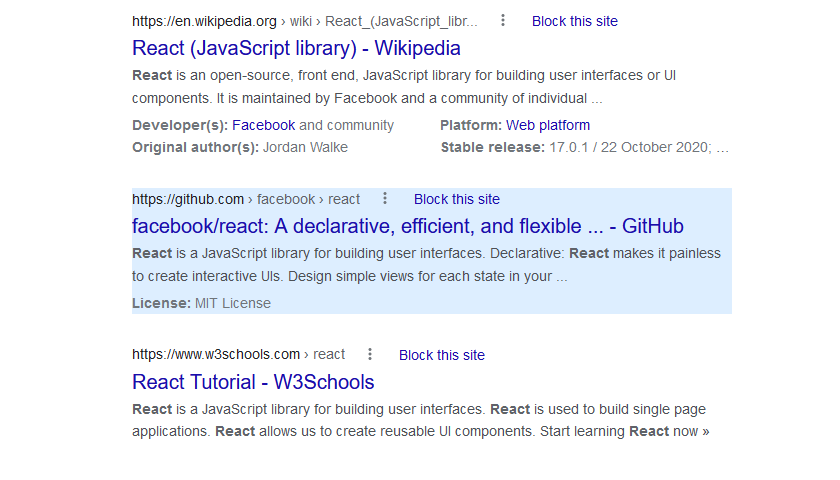 https://en.wikipedia.org › wiki › React_(JavaScript_libr... Block this site
React (JavaScript library) - Wikipedia
React is an open-source, front end, JavaScript library for building user interfaces or UI
components. It is maintained by Facebook and a community of individual ...
Developer(s): Facebook and community Platform: Web platform
Original author(s): Jordan Walke Stable release: 17.0.1 / 22 October 2020; ...
https://github.com › facebook › react Block this site
facebook/react: A declarative, efficient, and flexible ... - GitHub
React is a JavaScript library for building user interfaces. Declarative: React makes it painless
to create interactive UIs. Design simple views for each state in your ...
License: MIT License
https://www.w3schools.com › react Block this site
React Tutorial - W3Schools
React is a JavaScript library for building user interfaces. React is used to build single page
applications. React allows us to create reusable UI components. Start learning React now »